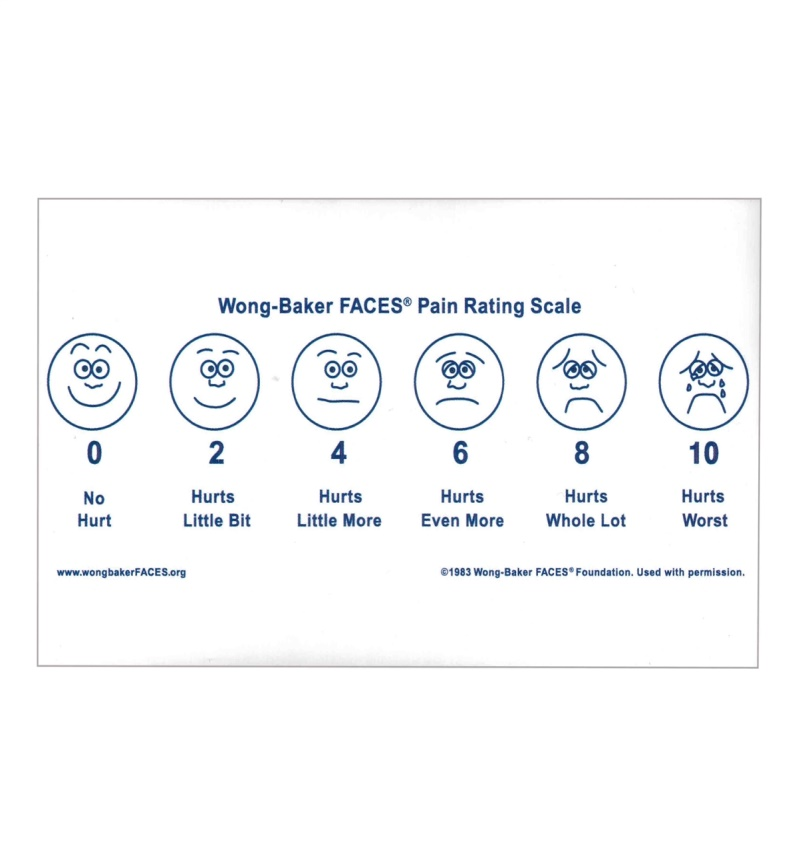 Wong-Baker FACES® Pain Rating Scale
0 2 4 6 8 10
No Hurts Hurts Hurts Hurts Hurts
Hurt Little Bit Little More Even More Whole Lot Worst
www.wongbakerFACES.org ©1983 Wong-Baker FACES® Foundation. Used with permission.